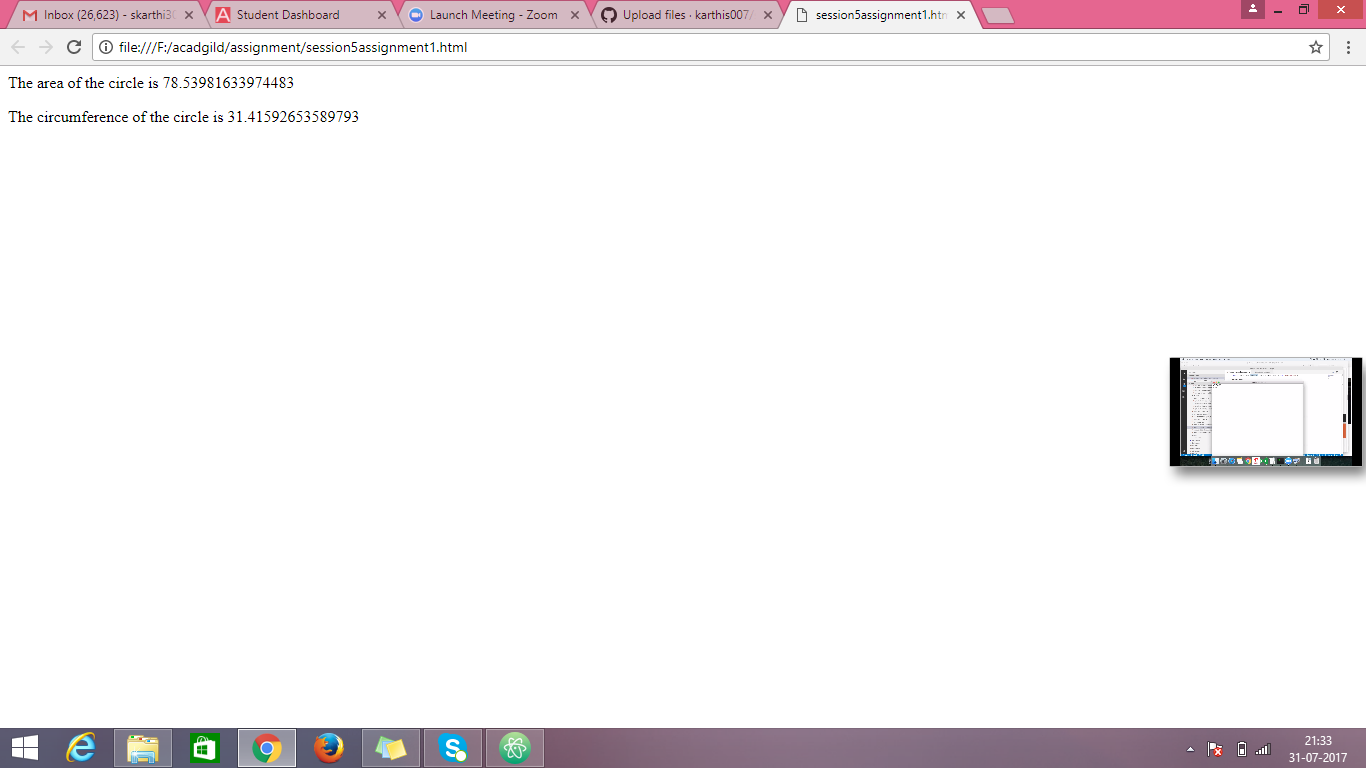 Inbox (26,623) - skarthi30
Student Dashboard
Launch Meeting - Zoom
Upload files · karthis007/
session5assignment1.htm
file:///F:/acadgild/assignment/session5assignment1.html
The area of the circle is 78.53981633974483
The circumference of the circle is 31.41592653589793
21:33
31-07-2017